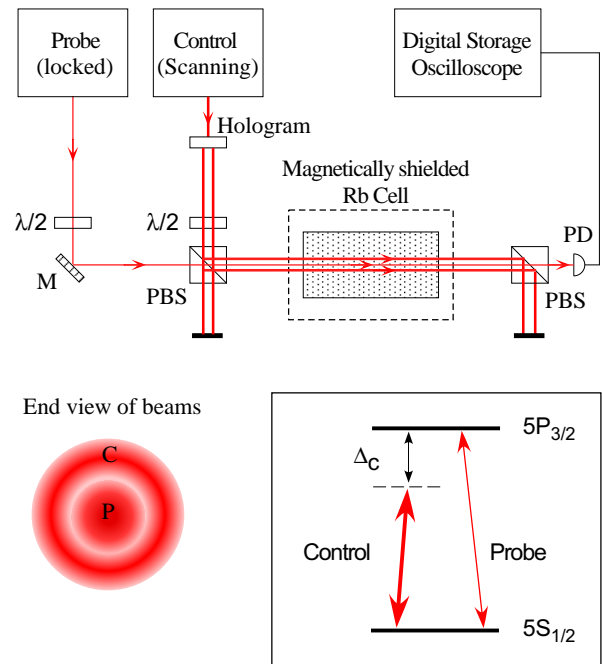 Probe
(locked)
Control
(Scanning)
Digital Storage
Oscilloscope
Hologram
Magnetically shielded
Rb Cell
λ/2
λ/2
PD
M
PBS
PBS
End view of beams
C
P
5P3/2
ΔC
Control
Probe
5S1/2